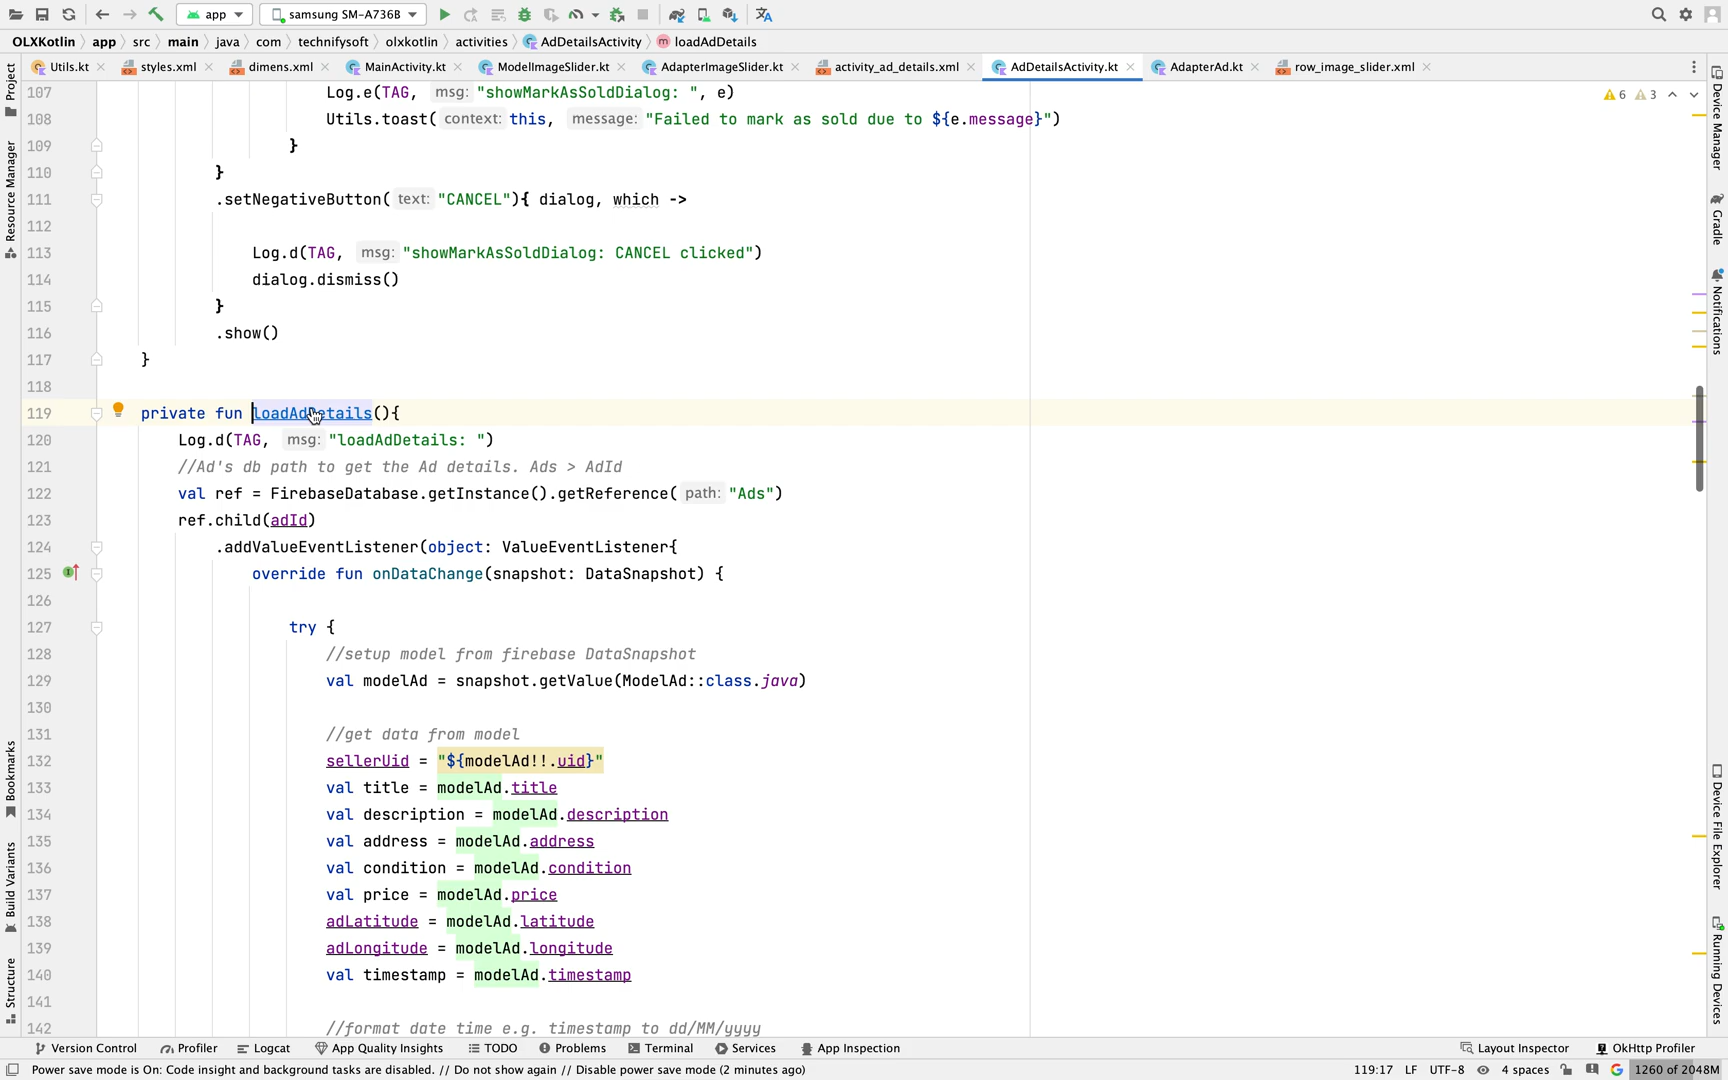 app
samsung SM-A736B
OLXKotlin app src main java com technifysoft olxkotlin activities AdDetailsActivity m loadAdDetails
Utils.kt styles.xml dimens.xml MainActivity.kt ModelImageSlider.kt AdapterImageSlider.kt activity_ad_details.xml AdDetailsActivity.kt AdapterAd.kt row_image_slider.xml
Project
Resource Manager
Bookmarks
Build Variants
Structure
6 3
107 Log.e(TAG, msg: "showMarkAsSoldDialog: ", e)
108 Utils.toast( context: this, message: "Failed to mark as sold due to ${e.message}")
109 }
110 }
111 .setNegativeButton( text: "CANCEL"){ dialog, which ->
112
113 Log.d(TAG, msg: "showMarkAsSoldDialog: CANCEL clicked")
114 dialog.dismiss()
115 }
116 .show()
117 }
118
119 private fun loadAdDetails(){
120 Log.d(TAG, msg: "loadAdDetails: ")
121 //Ad's db path to get the Ad details. Ads > AdId
122 val ref = FirebaseDatabase.getInstance().getReference( path: "Ads")
123 ref.child(adId)
124 .addValueEventListener(object: ValueEventListener{
125 override fun onDataChange(snapshot: DataSnapshot) {
126
127 try {
128 //setup model from firebase DataSnapshot
129 val modelAd = snapshot.getValue(ModelAd::class.java)
130
131 //get data from model
132 sellerUid = "${modelAd!!.uid}"
133 val title = modelAd.title
134 val description = modelAd.description
135 val address = modelAd.address
136 val condition = modelAd.condition
137 val price = modelAd.price
138 adLatitude = modelAd.latitude
139 adLongitude = modelAd.longitude
140 val timestamp = modelAd.timestamp
141
142 //format date time e.g. timestamp to dd/MM/yyyy
Device Manager
Gradle
Notifications
Device File Explorer
Running Devices
Version Control Profiler Logcat App Quality Insights TODO Problems Terminal Services App Inspection Layout Inspector OkHttp Profiler
Power save mode is On: Code insight and background tasks are disabled. // Do not show again // Disable power save mode (2 minutes ago) 119:17 LF UTF-8 4 spaces 1260 of 2048M